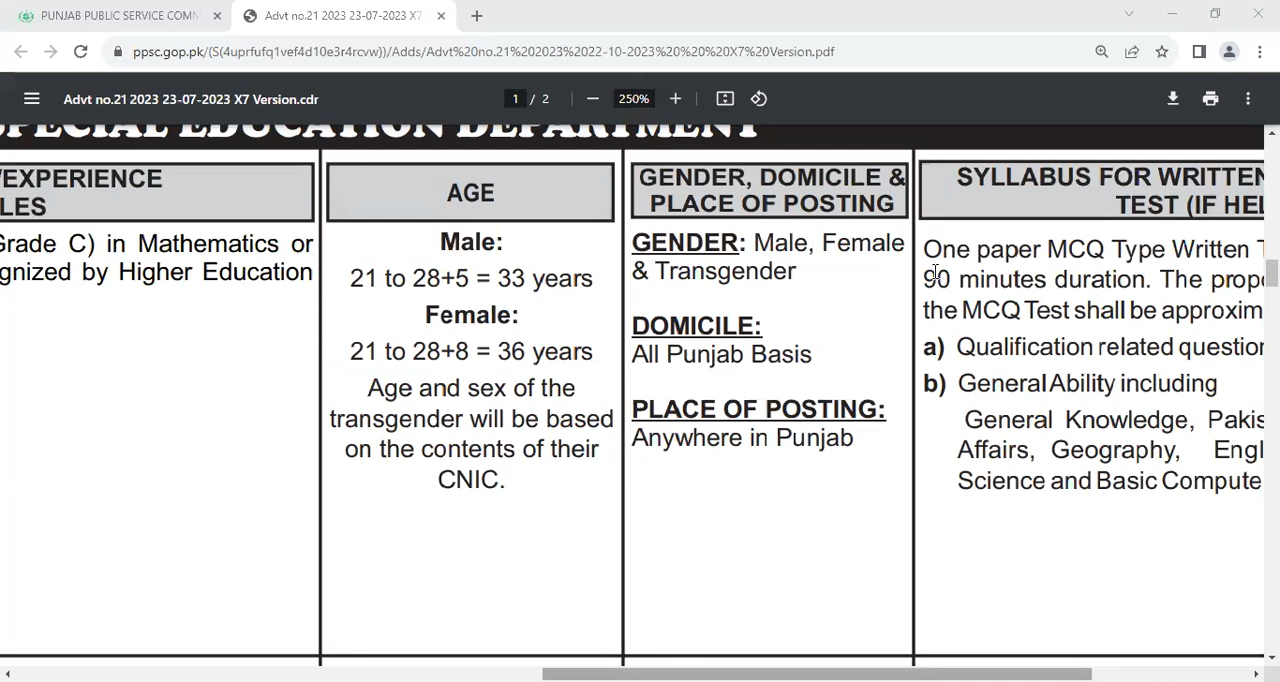 PUNJAB PUBLIC SERVICE COMM
Advt no.21 2023 23-07-2023 X7
ppsc.gop.pk/(S(4uprfufq1vef4d10e3r4rcvw))/Adds/Advt%20no.21%202023%2022-10-2023%20%20%20X7%20Version.pdf
Advt no.21 2023 23-07-2023 X7 Version.cdr
1 / 2
250%
SPECIAL EDUCATION DEPARTMENT
/EXPERIENCE
LES
Grade C) in Mathematics or
gnized by Higher Education
AGE
Male:
21 to 28+5 = 33 years
Female:
21 to 28+8 = 36 years
Age and sex of the
transgender will be based
on the contents of their
CNIC.
GENDER, DOMICILE &
PLACE OF POSTING
GENDER: Male, Female
& Transgender
DOMICILE:
All Punjab Basis
PLACE OF POSTING:
Anywhere in Punjab
SYLLABUS FOR WRITTEN
TEST (IF HEL
One paper MCQ Type Written T
90 minutes duration. The propo
the MCQ Test shall be approxim
a) Qualification related question
b) General Ability including
General Knowledge, Pakis
Affairs, Geography, Engl
Science and Basic Compute